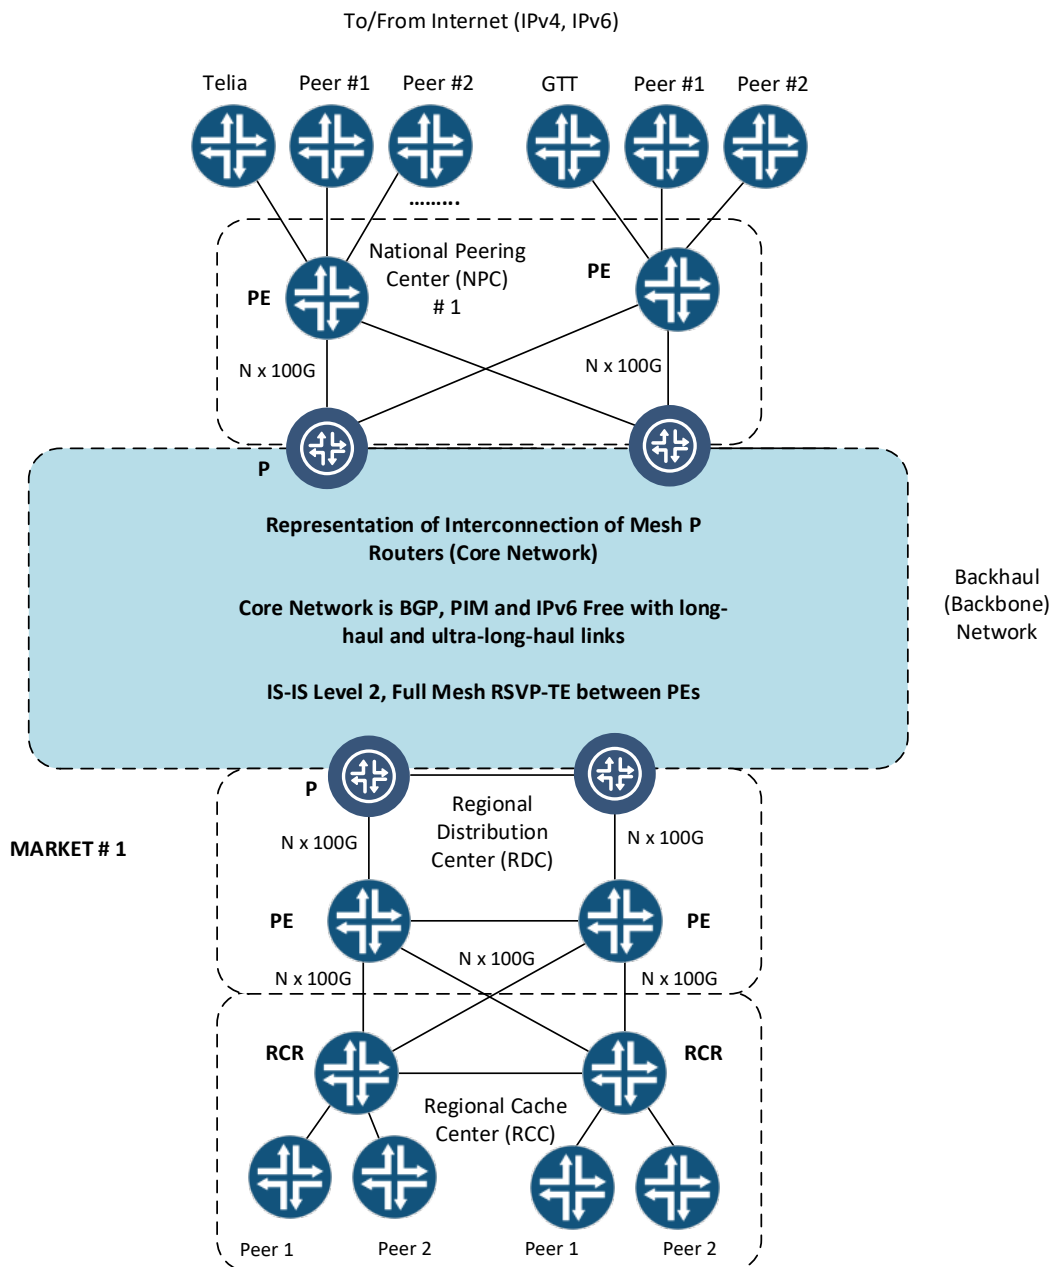 To/From Internet (IPv4, IPv6)
Telia
Peer #1
Peer #2
GTT
Peer #1
Peer #2
..........
National Peering
Center (NPC)
# 1
PE
PE
N x 100G
N x 100G
P
Representation of Interconnection of Mesh P
Routers (Core Network)
Core Network is BGP, PIM and IPv6 Free with long-
haul and ultra-long-haul links
IS-IS Level 2, Full Mesh RSVP-TE between PEs
Backhaul
(Backbone)
Network
P
Regional
Distribution
Center (RDC)
N x 100G
N x 100G
MARKET # 1
PE
PE
N x 100G
N x 100G
N x 100G
RCR
RCR
Regional Cache
Center (RCC)
Peer 1
Peer 2
Peer 1
Peer 2